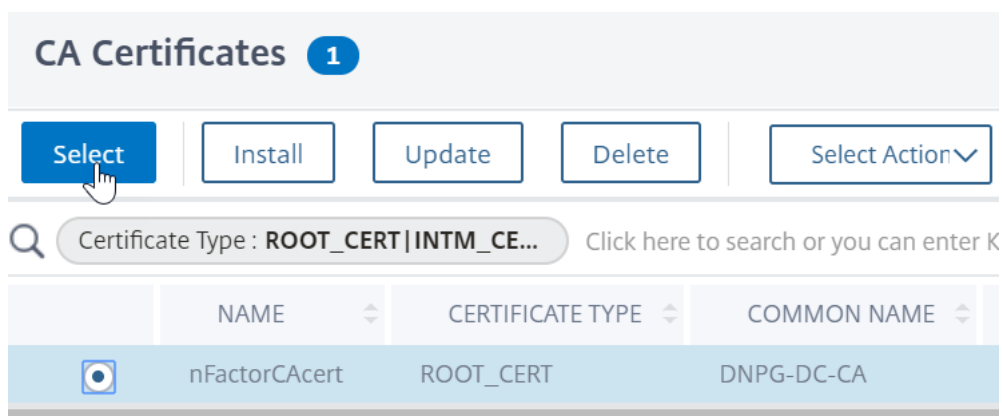 CA Certificates 1
Select Install Update Delete Select Action
Certificate Type : ROOT_CERT|INTM_CE... Click here to search or you can enter K
NAME CERTIFICATE TYPE COMMON NAME
nFactorCAcert ROOT_CERT DNPG-DC-CA